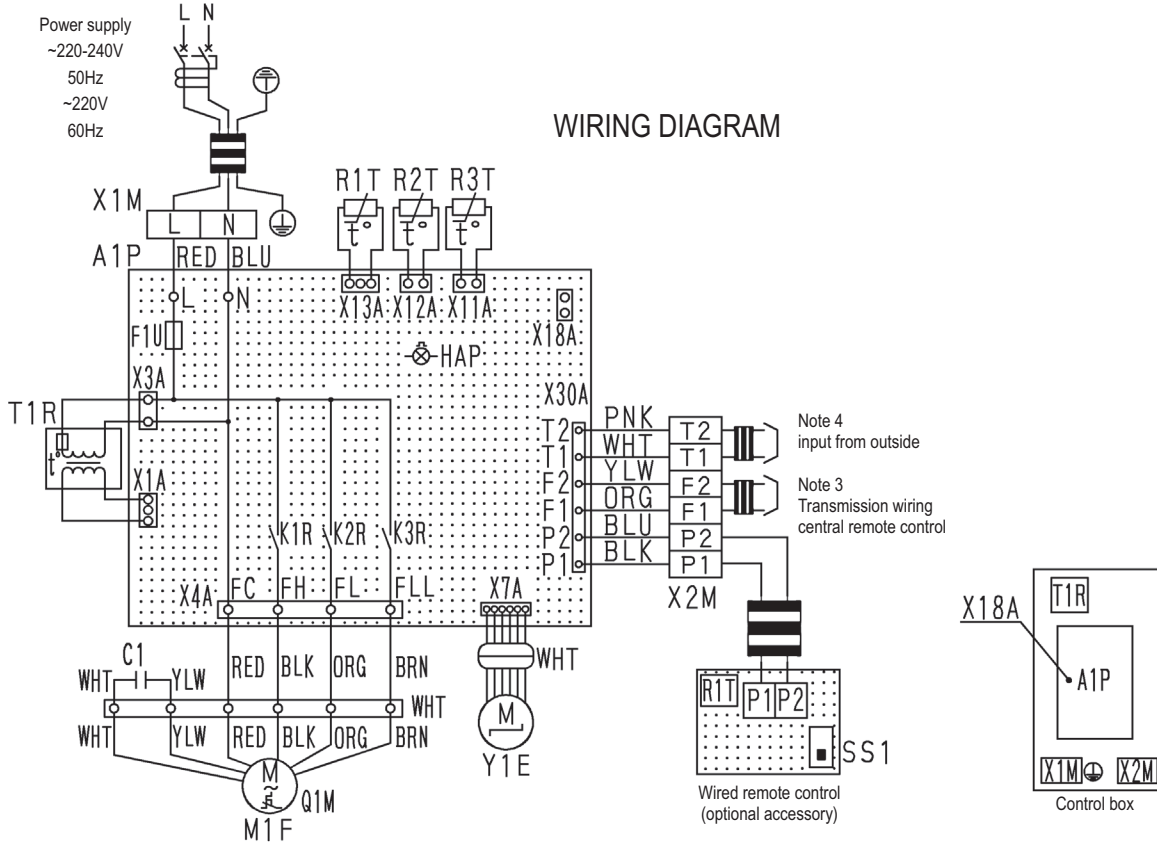 L N
Power supply
~220-240V
50Hz
~220V
60Hz
WIRING DIAGRAM
X1M
L N
A1P RED BLU
R1T R2T R3T
t° t° t°
L N
X13A X12A X11A
X18A
F1U
HAP
X3A
X30A
T1R
t°
X1A
T2 PNK T2
T1 WHT T1
F2 YLW F2
F1 ORG F1
P2 BLU P2
P1 BLK P1
X2M
Note 4
input from outside
Note 3
Transmission wiring
central remote control
K1R K2R K3R
X4A FC FH FL FLL
X7A
C1
WHT YLW RED BLK ORG BRN
WHT
WHT YLW RED BLK ORG BRN
M
~
Q1M
M1F
WHT
M
Y1E
R1T P1 P2
SS1
Wired remote control
(optional accessory)
X18A
T1R
A1P
X1M X2M
Control box